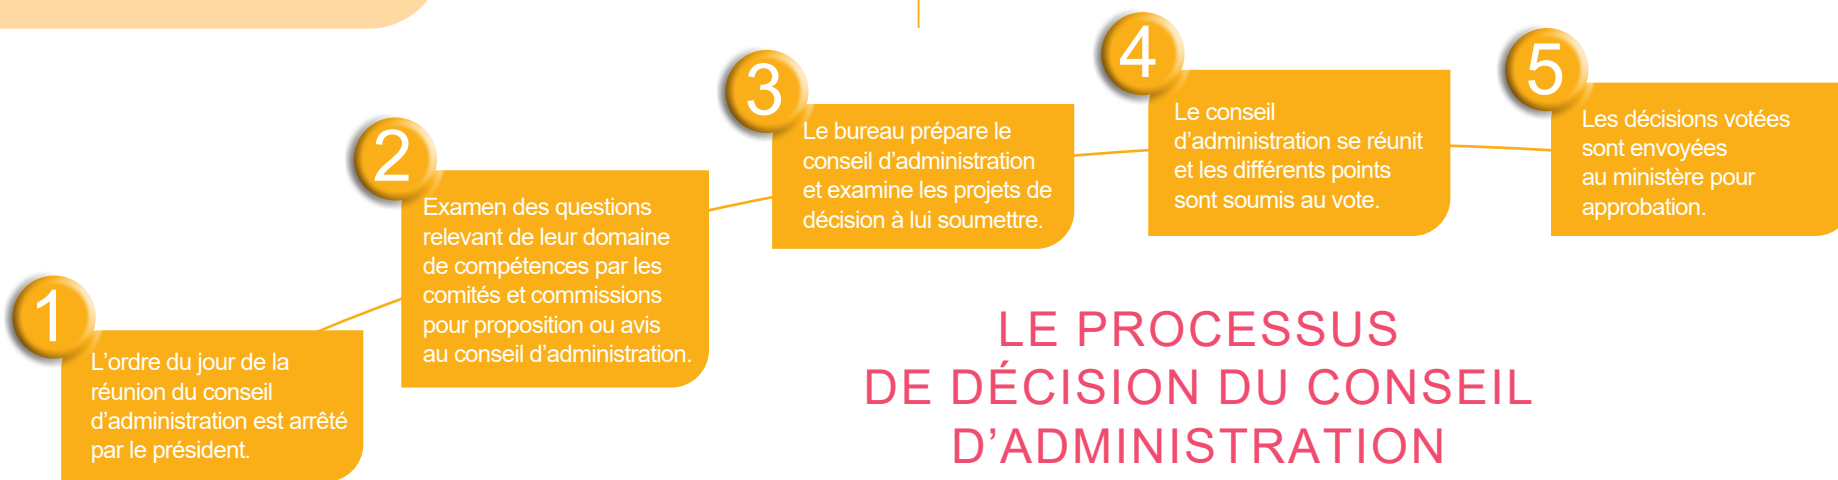 1
L’ordre du jour de la
réunion du conseil
d’administration est arrêté
par le président.
2
Examen des questions
relevant de leur domaine
de compétences par les
comités et commissions
pour proposition ou avis
au conseil d’administration.
3
Le bureau prépare le
conseil d’administration
et examine les projets de
décision à lui soumettre.
4
Le conseil
d’administration se réunit
et les différents points
sont soumis au vote.
5
Les décisions votées
sont envoyées
au ministère pour
approbation.
LE PROCESSUS
DE DÉCISION DU CONSEIL
D’ADMINISTRATION